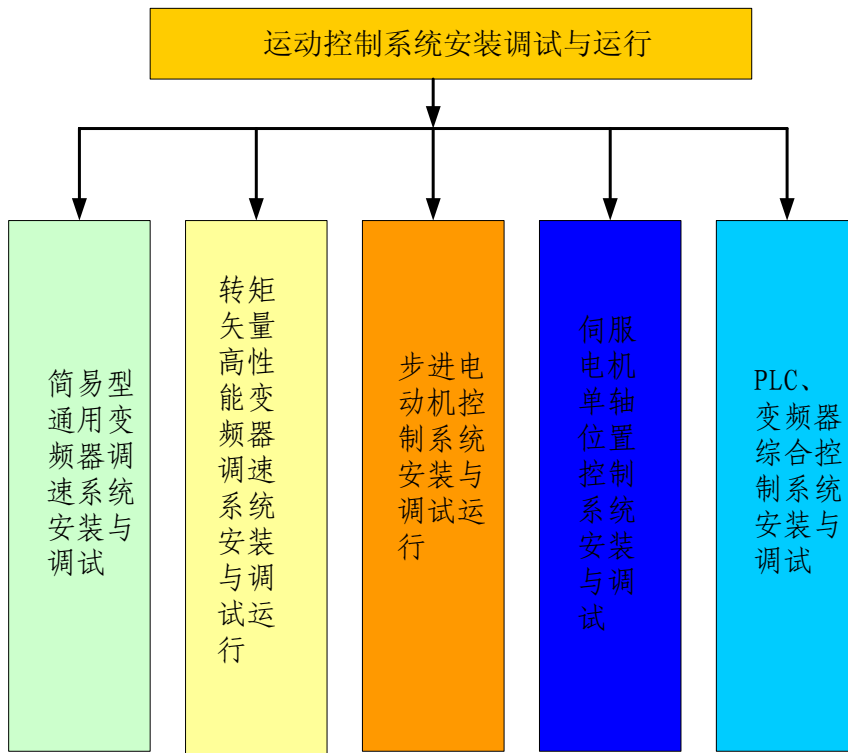 运动控制系统安装调试与运行
简易型
通用变
频器调
速系统
安装与
调试
转矩
矢量
高性
能变
频器
调速
系统
安装
与调
试运
行
步进电
动机控
制系统
安装与
调试运
行
伺服
电机
单轴
位置
控制
系统
安装
与调
试
PLC、
变频器
综合控
制系统
安装与
调试